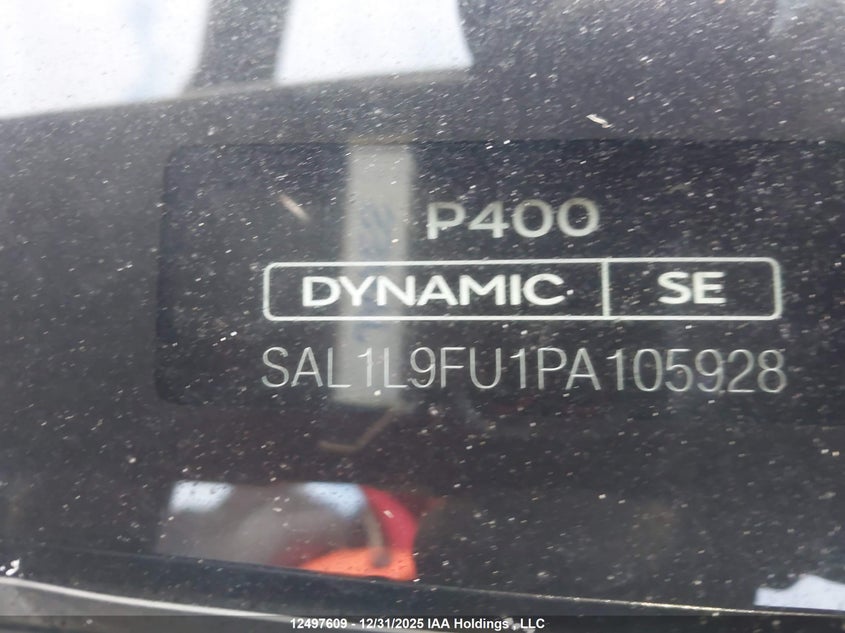 P400
DYNAMIC SE
SAL1L9FU1PA105928
12497609 - 12/31/2025 IAA Holdings , LLC